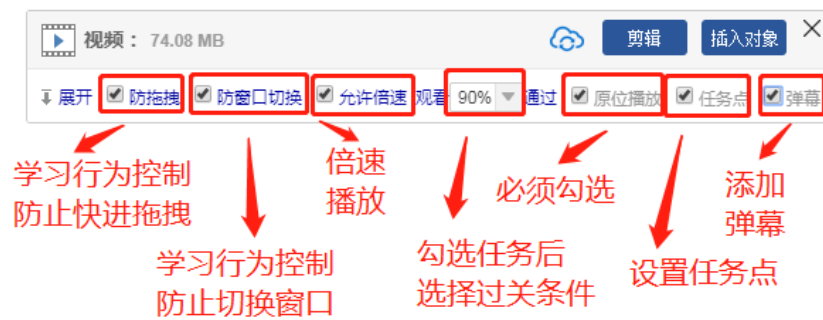 视频： 74.08 MB 剪辑 插入对象
展开 防拖拽 防窗口切换 允许倍速 观看 90% 通过 原位播放 任务点 弹幕
学习行为控制
防止快进拖拽
倍速
播放
必须勾选
添加
弹幕
学习行为控制
防止切换窗口
勾选任务后
选择过关条件
设置任务点